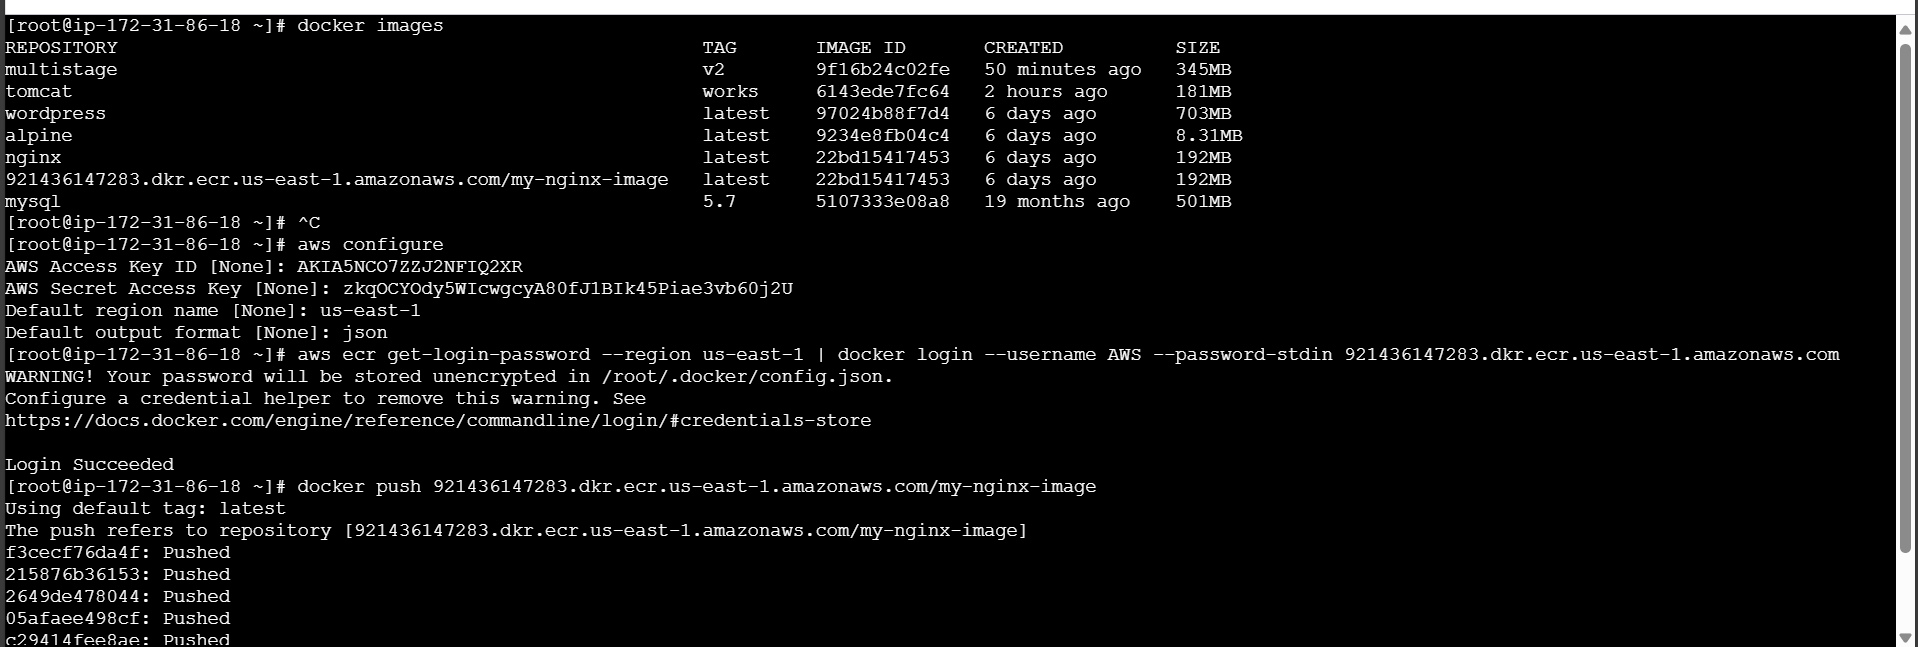 [root@ip-172-31-86-18 ~]# docker images
REPOSITORY TAG IMAGE ID CREATED SIZE
multistage v2 9f16b24c02fe 50 minutes ago 345MB
tomcat works 6143ede7fc64 2 hours ago 181MB
wordpress latest 97024b88f7d4 6 days ago 703MB
alpine latest 9234e8fb04c4 6 days ago 8.31MB
nginx latest 22bd15417453 6 days ago 192MB
921436147283.dkr.ecr.us-east-1.amazonaws.com/my-nginx-image latest 22bd15417453 6 days ago 192MB
mysql 5.7 5107333e08a8 19 months ago 501MB
[root@ip-172-31-86-18 ~]# ^C
[root@ip-172-31-86-18 ~]# aws configure
AWS Access Key ID [None]: AKIA5NCO7ZZJ2NFIQ2XR
AWS Secret Access Key [None]: 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
Default region name [None]: us-east-1
Default output format [None]: json
[root@ip-172-31-86-18 ~]# aws ecr get-login-password --region us-east-1 | docker login --username AWS --password-stdin 921436147283.dkr.ecr.us-east-1.amazonaws.com
WARNING! Your password will be stored unencrypted in /root/.docker/config.json.
Configure a credential helper to remove this warning. See
https://docs.docker.com/engine/reference/commandline/login/#credentials-store
Login Succeeded
[root@ip-172-31-86-18 ~]# docker push 921436147283.dkr.ecr.us-east-1.amazonaws.com/my-nginx-image
Using default tag: latest
The push refers to repository [921436147283.dkr.ecr.us-east-1.amazonaws.com/my-nginx-image]
f3cecf76da4f: Pushed
215876b36153: Pushed
2649de478044: Pushed
05afaee498cf: Pushed
c29414fee8ae: Pushed